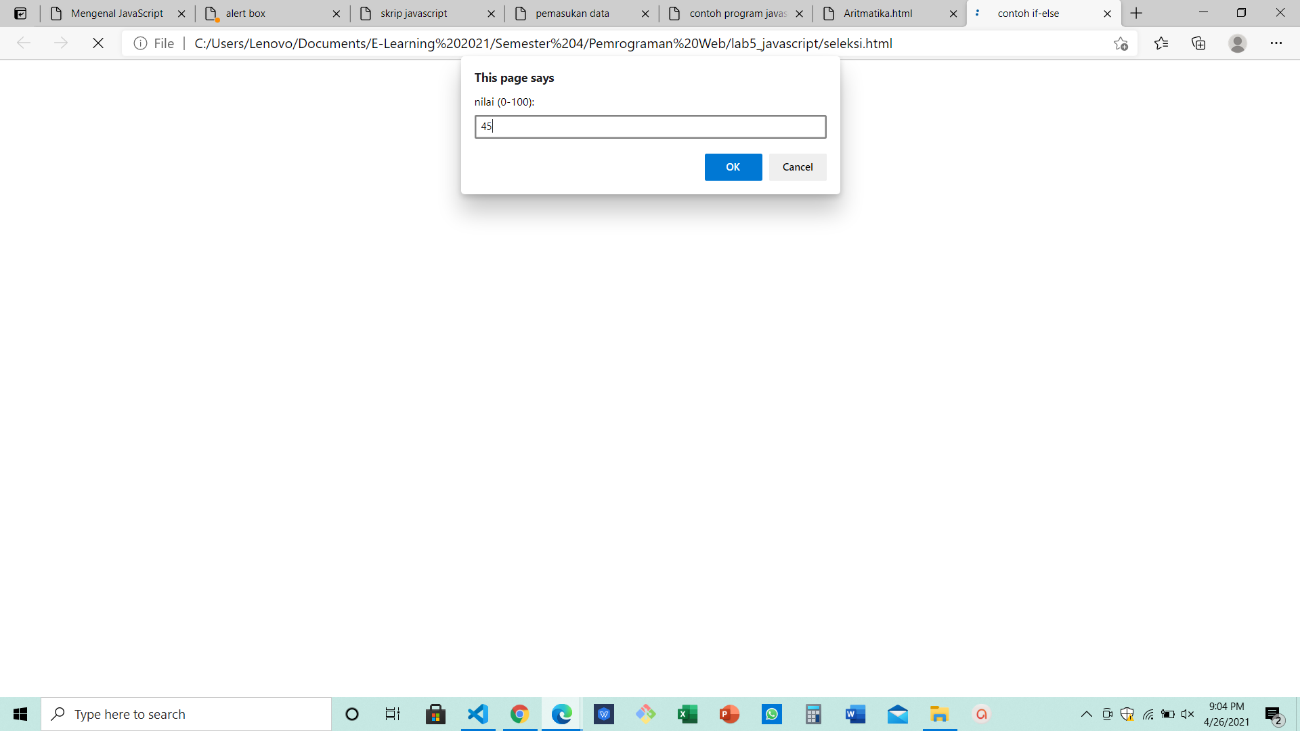 Mengenal JavaScript
alert box
skrip javascript
pemasukan data
contoh program javas
Aritmatika.html
contoh if-else
File
C:/Users/Lenovo/Documents/E-Learning%202021/Semester%204/Pemrograman%20Web/lab5_javascript/seleksi.html
This page says
nilai (0-100):
45
OK
Cancel
Type here to search
9:04 PM
4/26/2021
2